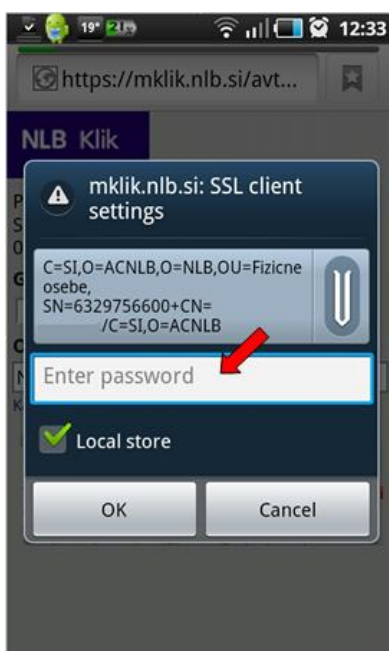 19°
12:33
https://mklik.nlb.si/avt...
NLB Klik
mklik.nlb.si: SSL client
settings
C=SI,O=ACNLB,O=NLB,OU=Fizicne
osebe,
SN=6329756600+CN=
/C=SI,O=ACNLB
Enter password
Local store
OK
Cancel